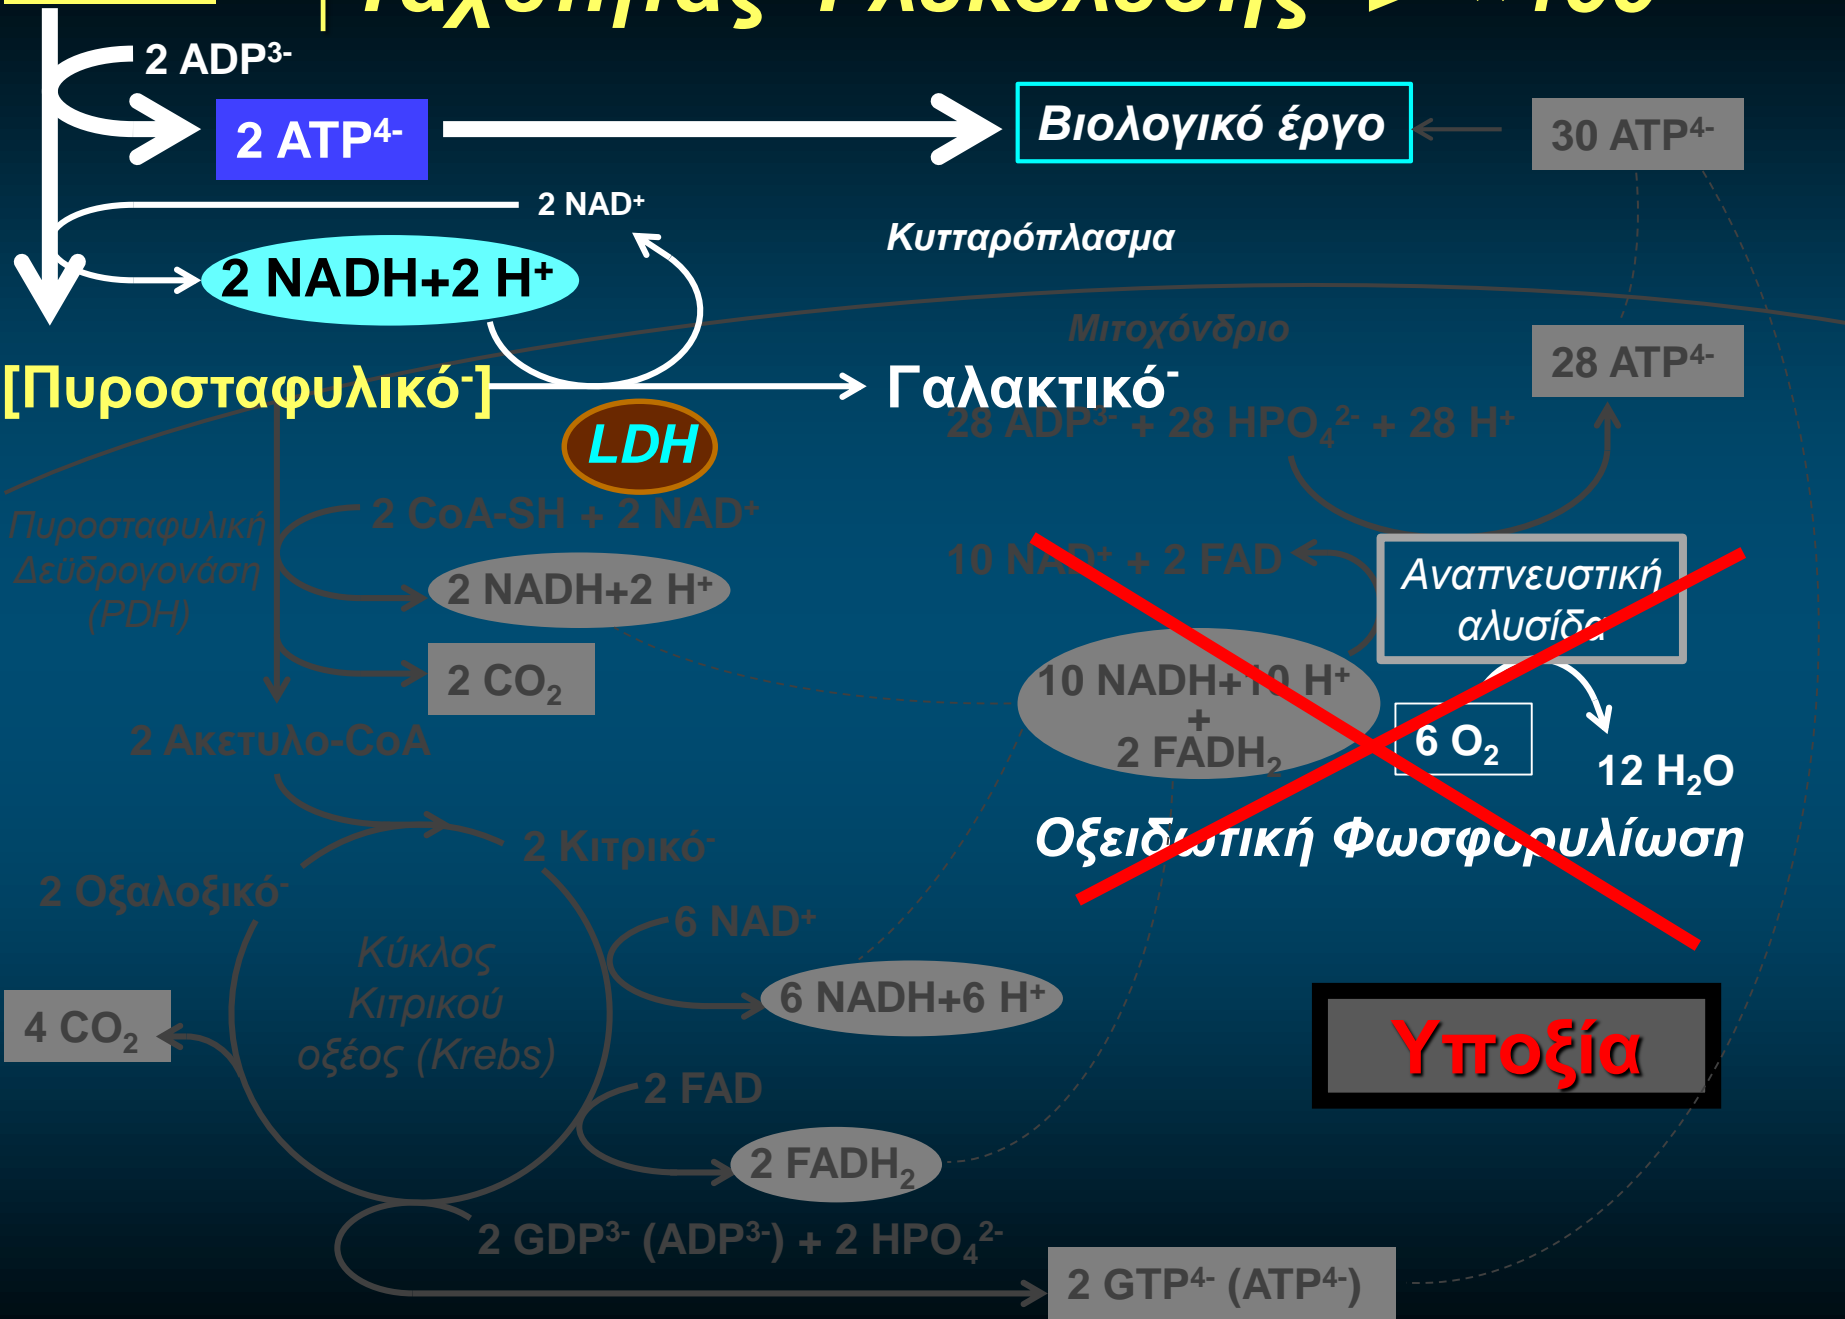 2 ADP³⁻
2 ATP⁴⁻
Βιολογικό έργο
30 ATP⁴⁻
2 NAD⁺
Κυτταρόπλασμα
2 NADH+2 H⁺
Μιτοχόνδριο
28 ATP⁴⁻
[Πυροσταφυλικό⁻]
Γαλακτικό⁻
LDH
28 ADP³⁻ + 28 HPO₄²⁻ + 28 H⁺
2 CoA-SH + 2 NAD⁺
Πυροσταφυλική
Δεϋδρογονάση
(PDH)
2 NADH+2 H⁺
10 NAD⁺ + 2 FAD
Αναπνευστική
αλυσίδα
2 CO₂
10 NADH+10 H⁺
+
2 FADH₂
6 O₂
12 H₂O
2 Ακετυλο-CoA
Οξειδωτική Φωσφορυλίωση
2 Κιτρικό⁻
2 Οξαλοξικό⁻
6 NAD⁺
Κύκλος
Κιτρικού
οξέος (Krebs)
6 NADH+6 H⁺
4 CO₂
Υποξία
2 FAD
2 FADH₂
2 GDP³⁻ (ADP³⁻) + 2 HPO₄²⁻
2 GTP⁴⁻ (ATP⁴⁻)